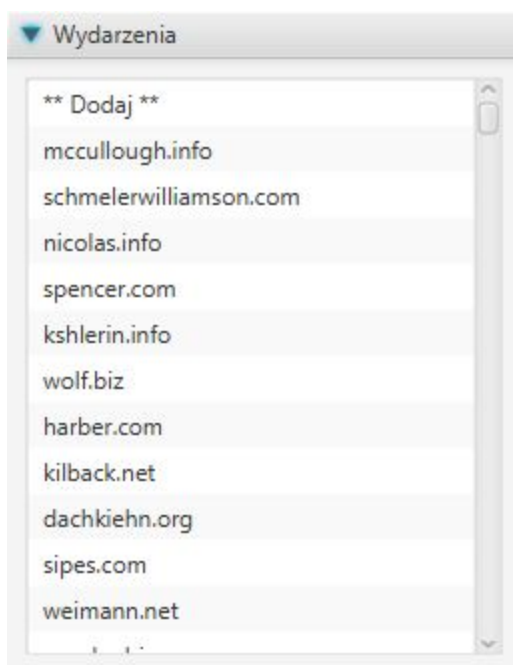 Wydarzenia
** Dodaj **
mccullough.info
schmelerwilliamson.com
nicolas.info
spencer.com
kshlerin.info
wolf.biz
harber.com
kilback.net
dachkiehn.org
sipes.com
weimann.net